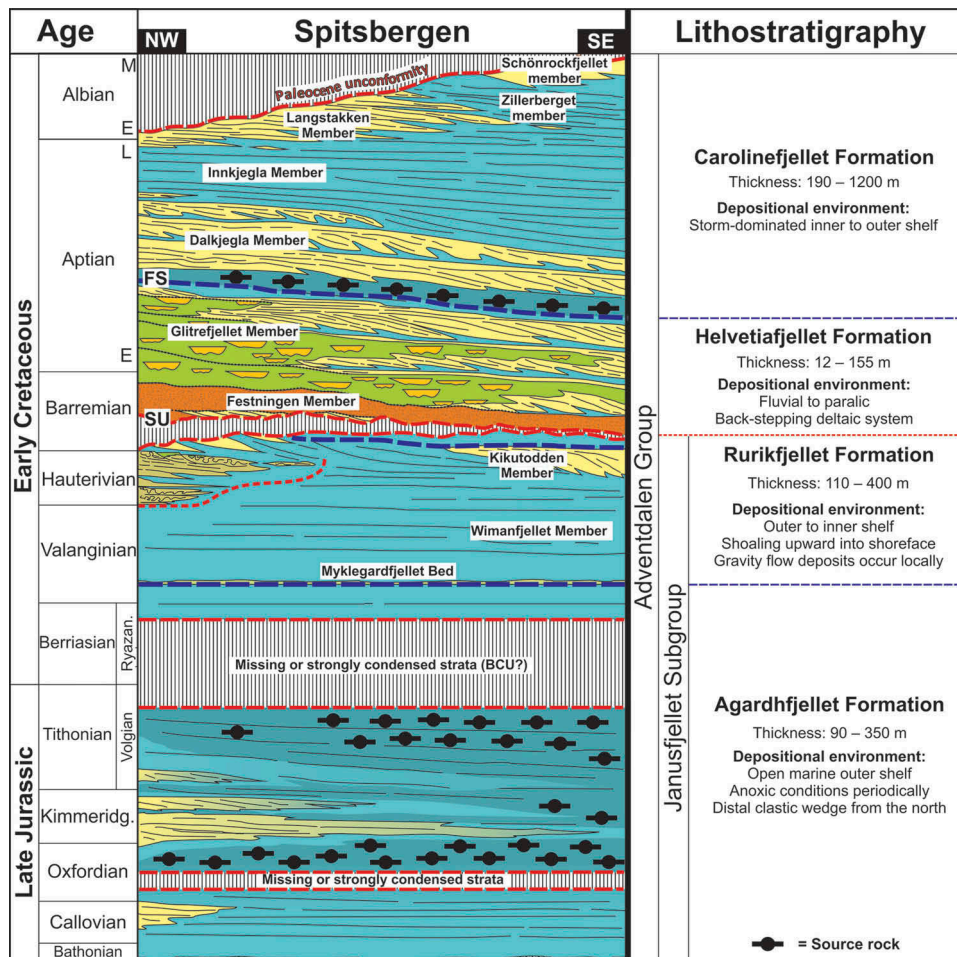 Age
NW
Spitsbergen
SE
Lithostratigraphy
Early Cretaceous
Late Jurassic
M
Albian
E
L
Aptian
E
Barremian
Hauterivian
Valanginian
Berriasian
Ryazan.
Tithonian
Volgian
Kimmeridg.
Oxfordian
Callovian
Bathonian
Schönrockfjellet
member
Paleocene unconformity
Zillerberget
member
Langstakken
Member
Innkjegla Member
Dalkjegla Member
FS
Glitrefjellet Member
Festningen Member
SU
Kikutodden
Member
Wimanfjellet Member
Myklegardfjellet Bed
Missing or strongly condensed strata (BCU?)
Missing or strongly condensed strata
Adventdalen Group
Janusfjellet Subgroup
Carolinefjellet Formation
Thickness: 190 – 1200 m
Depositional environment:
Storm-dominated inner to outer shelf
Helvetiafjellet Formation
Thickness: 12 – 155 m
Depositional environment:
Fluvial to paralic
Back-stepping deltaic system
Rurikfjellet Formation
Thickness: 110 – 400 m
Depositional environment:
Outer to inner shelf
Shoaling upward into shoreface
Gravity flow deposits occur locally
Agardhfjellet Formation
Thickness: 90 – 350 m
Depositional environment:
Open marine outer shelf
Anoxic conditions periodically
Distal clastic wedge from the north
= Source rock